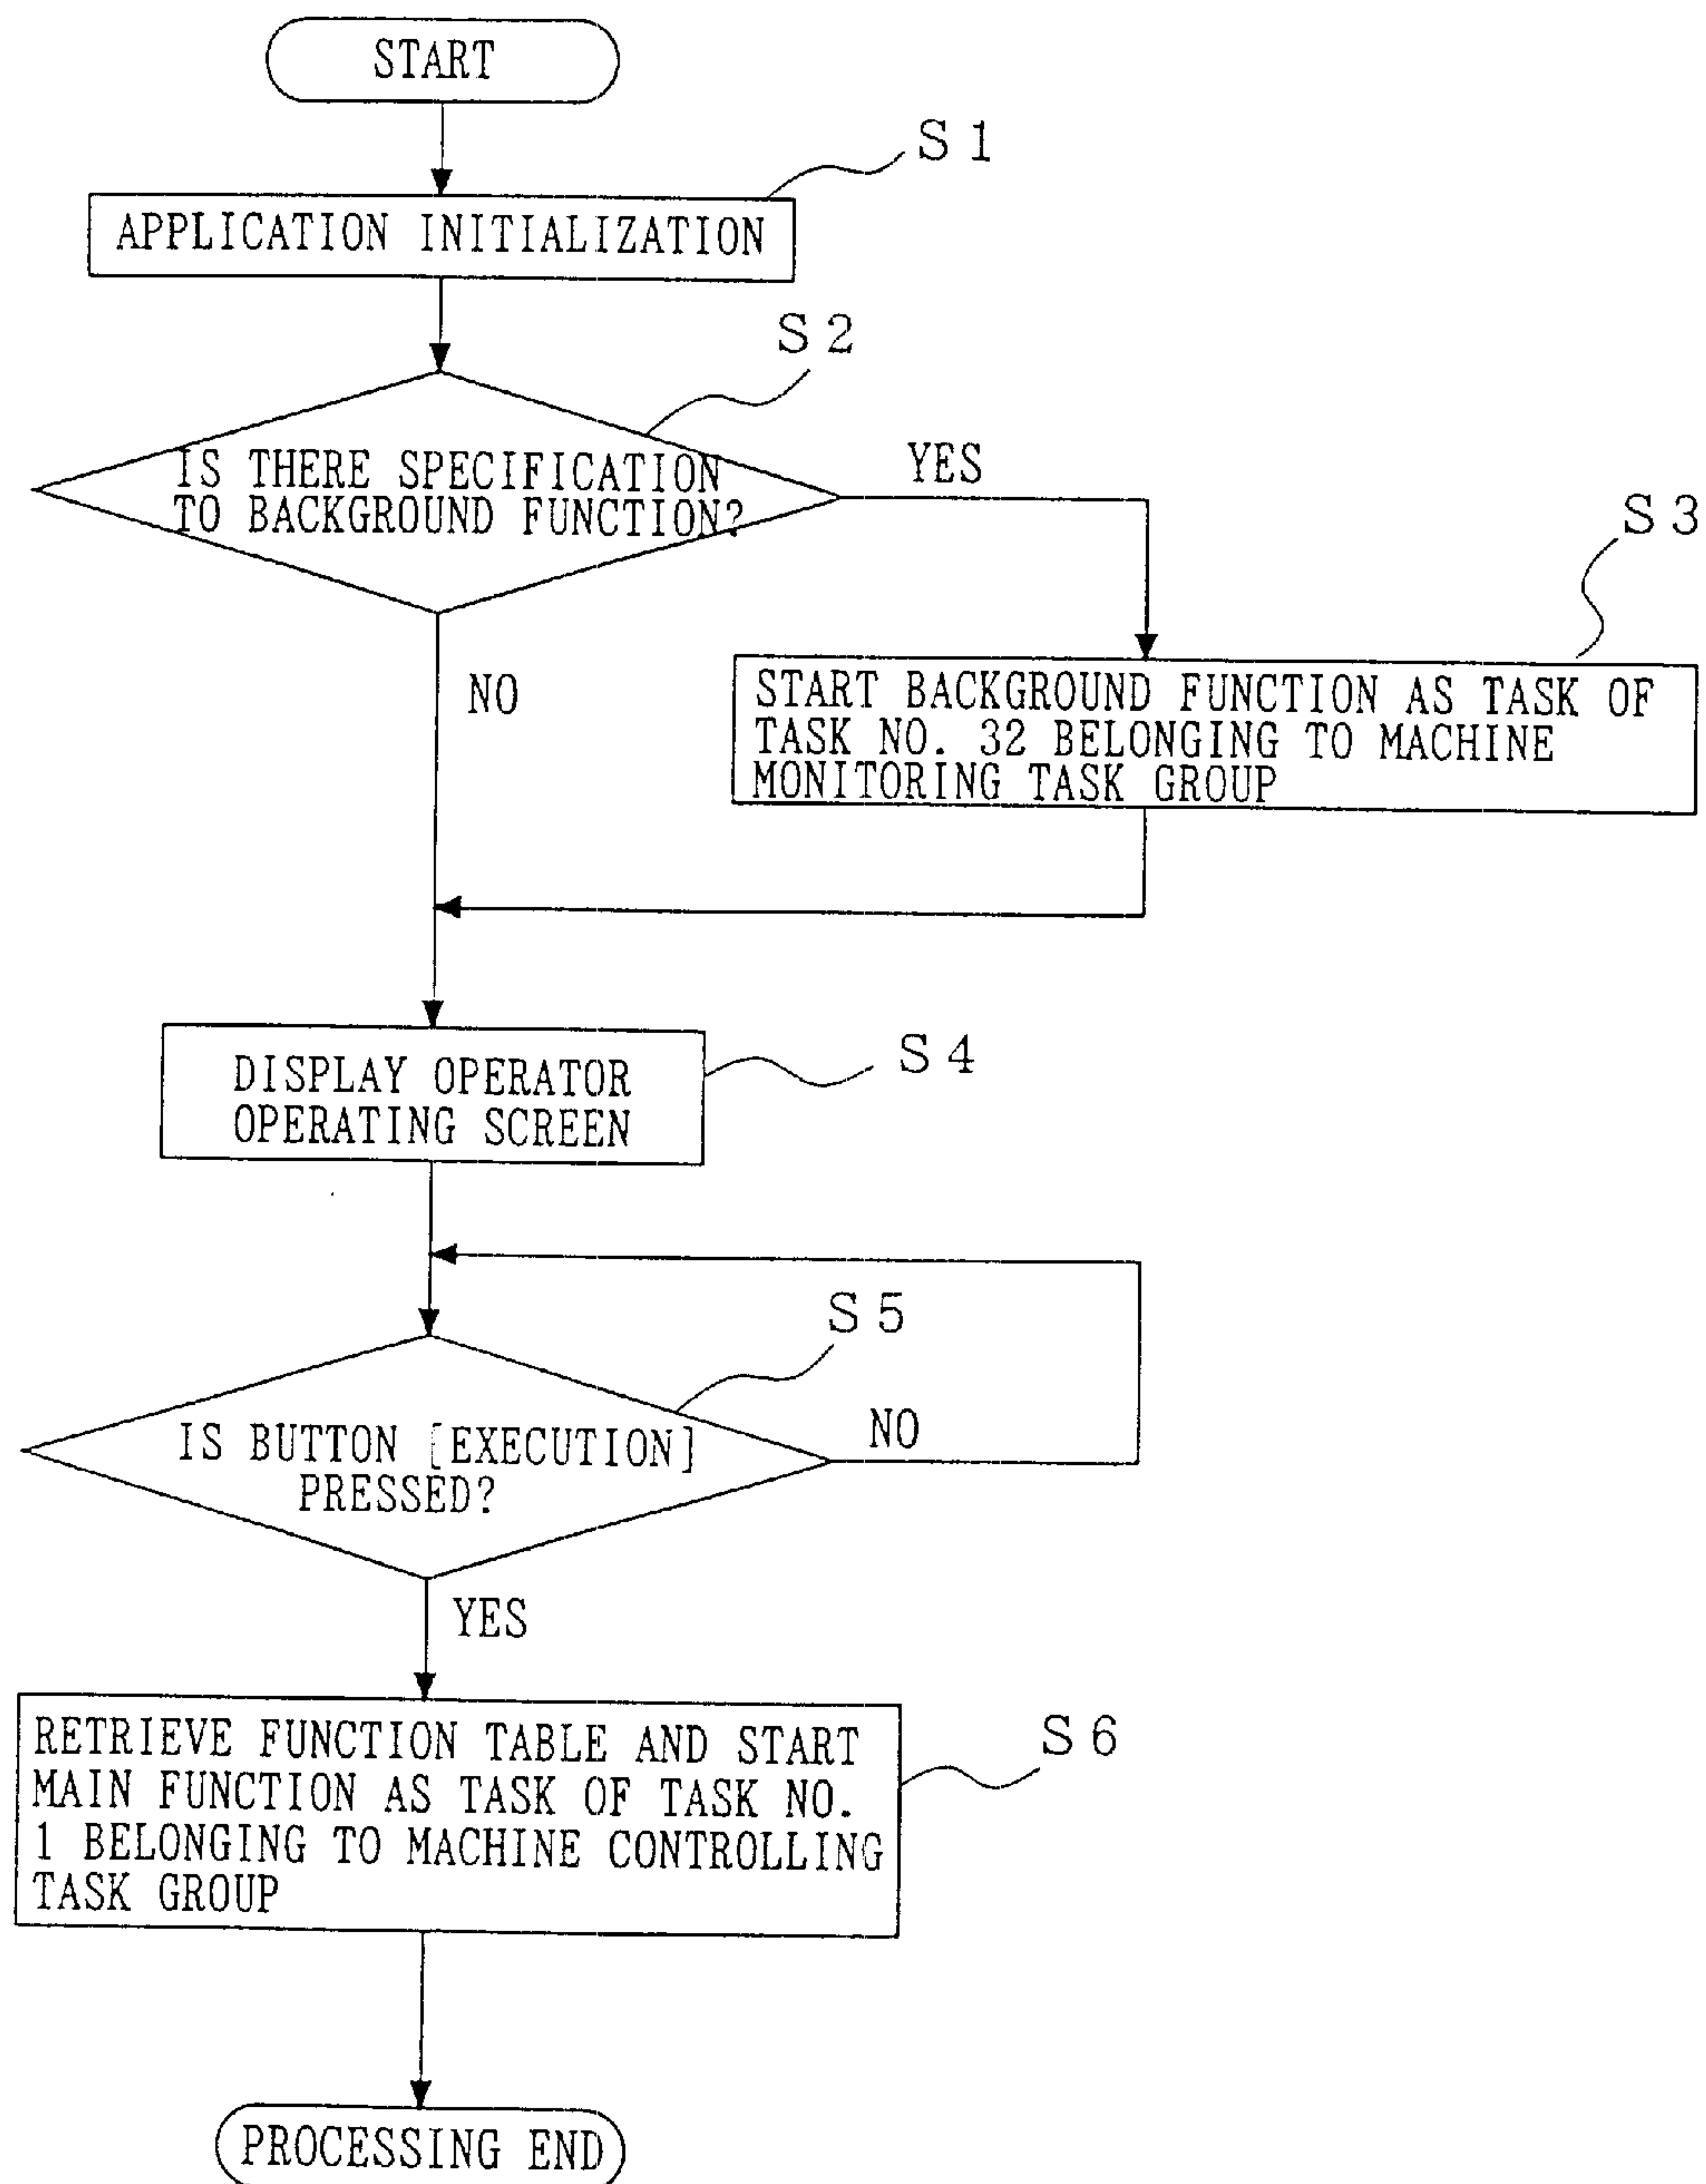 START
S1
APPLICATION INITIALIZATION
S2
IS THERE SPECIFICATION
TO BACKGROUND FUNCTION?
YES
S3
NO
START BACKGROUND FUNCTION AS TASK OF
TASK NO. 32 BELONGING TO MACHINE
MONITORING TASK GROUP
S4
DISPLAY OPERATOR
OPERATING SCREEN
S5
IS BUTTON [EXECUTION]
PRESSED?
NO
YES
S6
RETRIEVE FUNCTION TABLE AND START
MAIN FUNCTION AS TASK OF TASK NO.
1 BELONGING TO MACHINE CONTROLLING
TASK GROUP
PROCESSING END